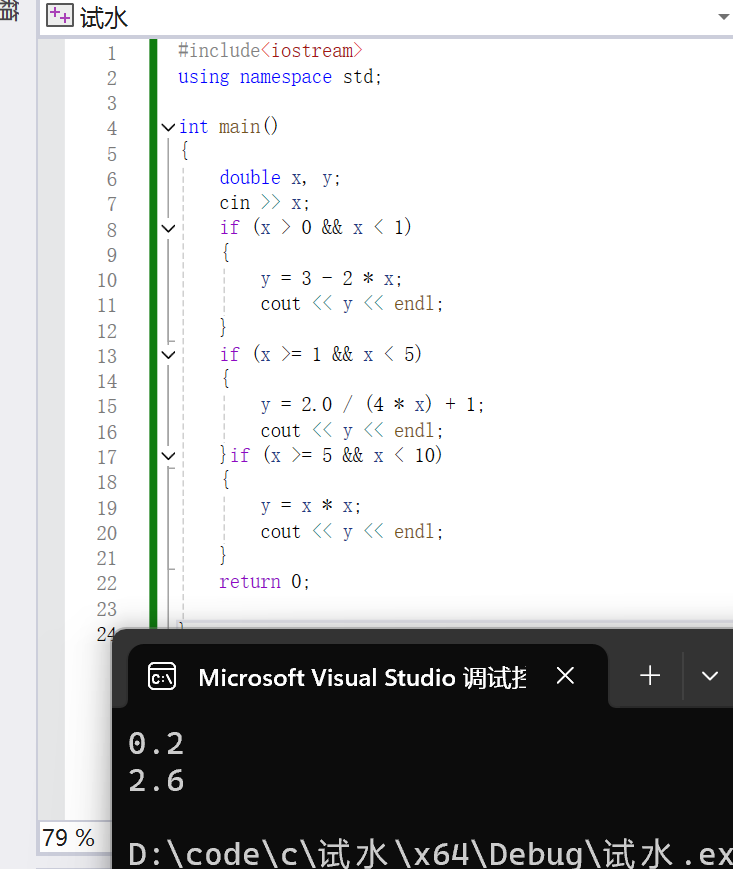 箱
试水
1 #include<iostream>
2 using namespace std;
3
4 int main()
5 {
6 double x, y;
7 cin >> x;
8 if (x > 0 && x < 1)
9 {
10 y = 3 - 2 * x;
11 cout << y << endl;
12 }
13 if (x >= 1 && x < 5)
14 {
15 y = 2.0 / (4 * x) + 1;
16 cout << y << endl;
17 }if (x >= 5 && x < 10)
18 {
19 y = x * x;
20 cout << y << endl;
21 }
22 return 0;
23
24
Microsoft Visual Studio 调试控
0.2
2.6
79 %
D:\code\c\试水\x64\Debug\试水.ex